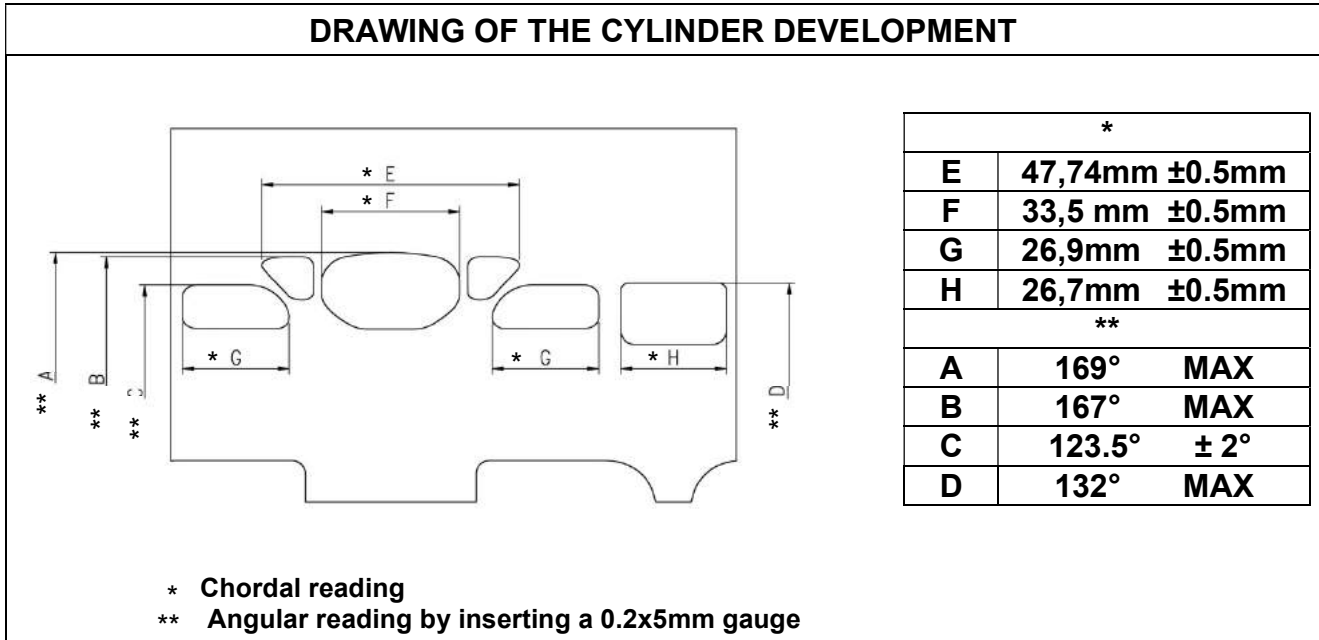 DRAWING OF THE CYLINDER DEVELOPMENT
* E
* F
* G
* G
* H
** A
** B
** C
** D
*
E 47,74mm ±0.5mm
F 33,5 mm ±0.5mm
G 26,9mm ±0.5mm
H 26,7mm ±0.5mm
**
A 169° MAX
B 167° MAX
C 123.5° ± 2°
D 132° MAX
* Chordal reading
** Angular reading by inserting a 0.2x5mm gauge